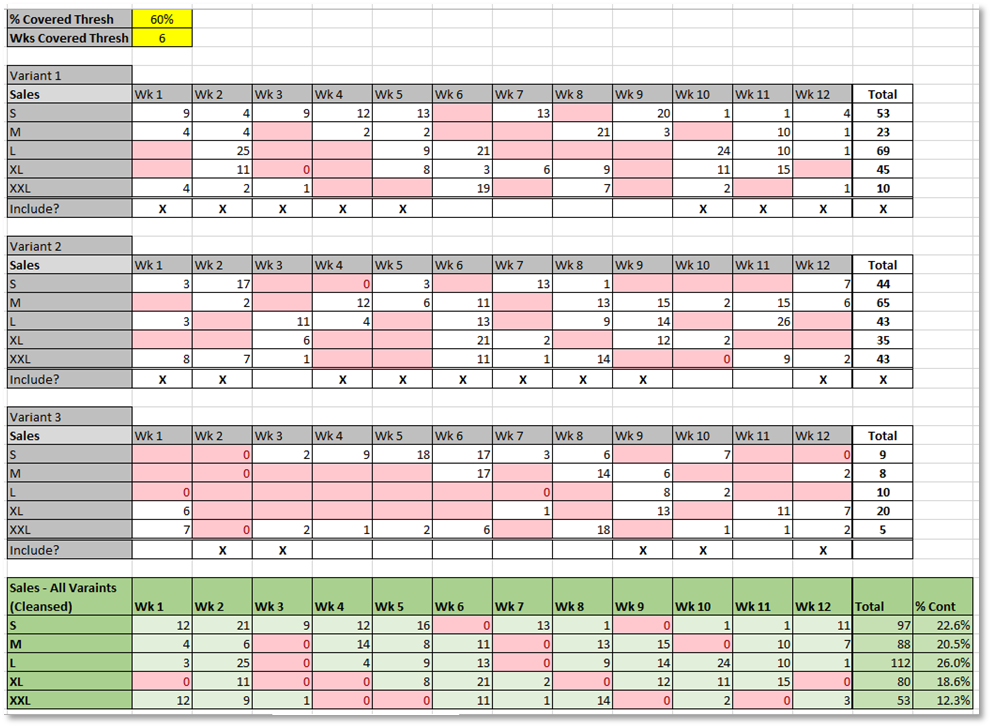 % Covered Thresh 60%
Wks Covered Thresh 6
Variant 1
Sales Wk 1 Wk 2 Wk 3 Wk 4 Wk 5 Wk 6 Wk 7 Wk 8 Wk 9 Wk 10 Wk 11 Wk 12 Total
S 9 4 9 12 13 13 20 1 1 4 53
M 4 4 2 2 21 3 10 1 23
L 25 9 21 24 10 1 69
XL 11 0 8 3 6 9 11 15 45
XXL 4 2 1 19 7 2 1 10
Include? X X X X X X X X X
Variant 2
Sales Wk 1 Wk 2 Wk 3 Wk 4 Wk 5 Wk 6 Wk 7 Wk 8 Wk 9 Wk 10 Wk 11 Wk 12 Total
S 3 17 0 3 13 1 7 44
M 2 12 6 11 13 15 2 15 6 65
L 3 11 4 13 9 14 26 43
XL 6 21 2 12 2 35
XXL 8 7 1 11 1 14 0 9 2 43
Include? X X X X X X X X X X
Variant 3
Sales Wk 1 Wk 2 Wk 3 Wk 4 Wk 5 Wk 6 Wk 7 Wk 8 Wk 9 Wk 10 Wk 11 Wk 12 Total
S 0 2 9 18 17 3 6 7 0 9
M 0 17 14 6 2 8
L 0 0 8 2 10
XL 6 1 13 11 7 20
XXL 7 0 2 1 2 6 18 1 1 2 5
Include? X X X X X
Sales - All Varaints
(Cleansed) Wk 1 Wk 2 Wk 3 Wk 4 Wk 5 Wk 6 Wk 7 Wk 8 Wk 9 Wk 10 Wk 11 Wk 12 Total % Cont
S 12 21 9 12 16 0 13 1 0 1 1 11 97 22.6%
M 4 6 0 14 8 11 0 13 15 0 10 7 88 20.5%
L 3 25 0 4 9 13 0 9 14 24 10 1 112 26.0%
XL 0 11 0 0 8 21 2 0 12 11 15 0 80 18.6%
XXL 12 9 1 0 0 11 1 14 0 2 0 3 53 12.3%